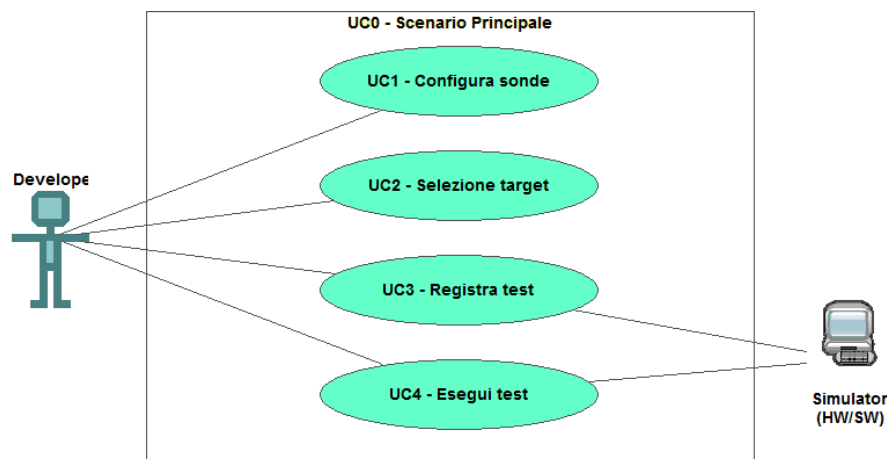 UC0 - Scenario Principale
UC1 - Configura sonde
Develope
UC2 - Selezione target
UC3 - Registra test
UC4 - Esegui test
Simulator
(HW/SW)